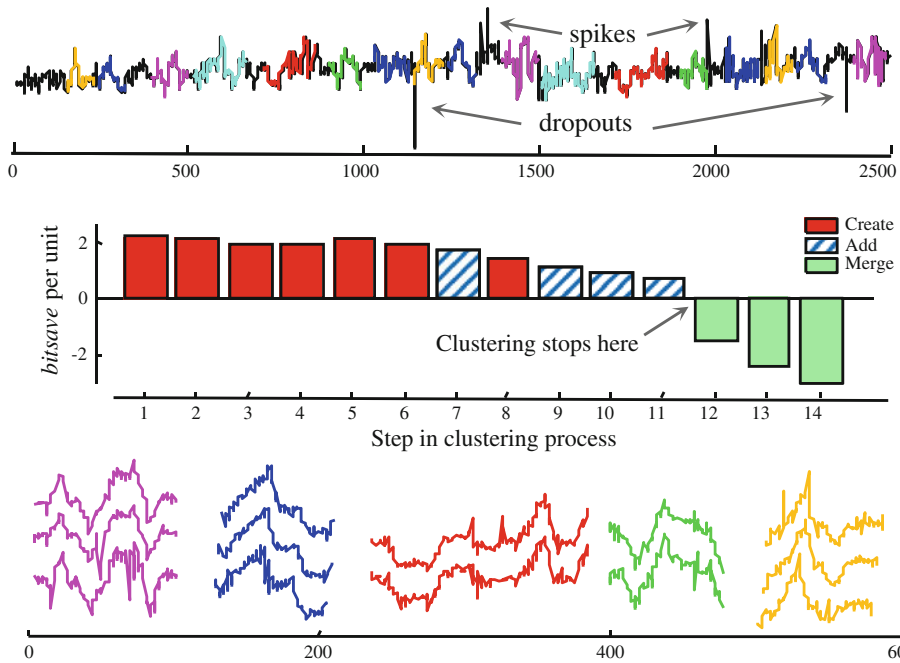 spikes
dropouts
0 500 1000 1500 2000 2500
bitsave per unit
2
0
-2
Create
Add
Merge
Clustering stops here
1 2 3 4 5 6 7 8 9 10 11 12 13 14
Step in clustering process
0 200 400 60